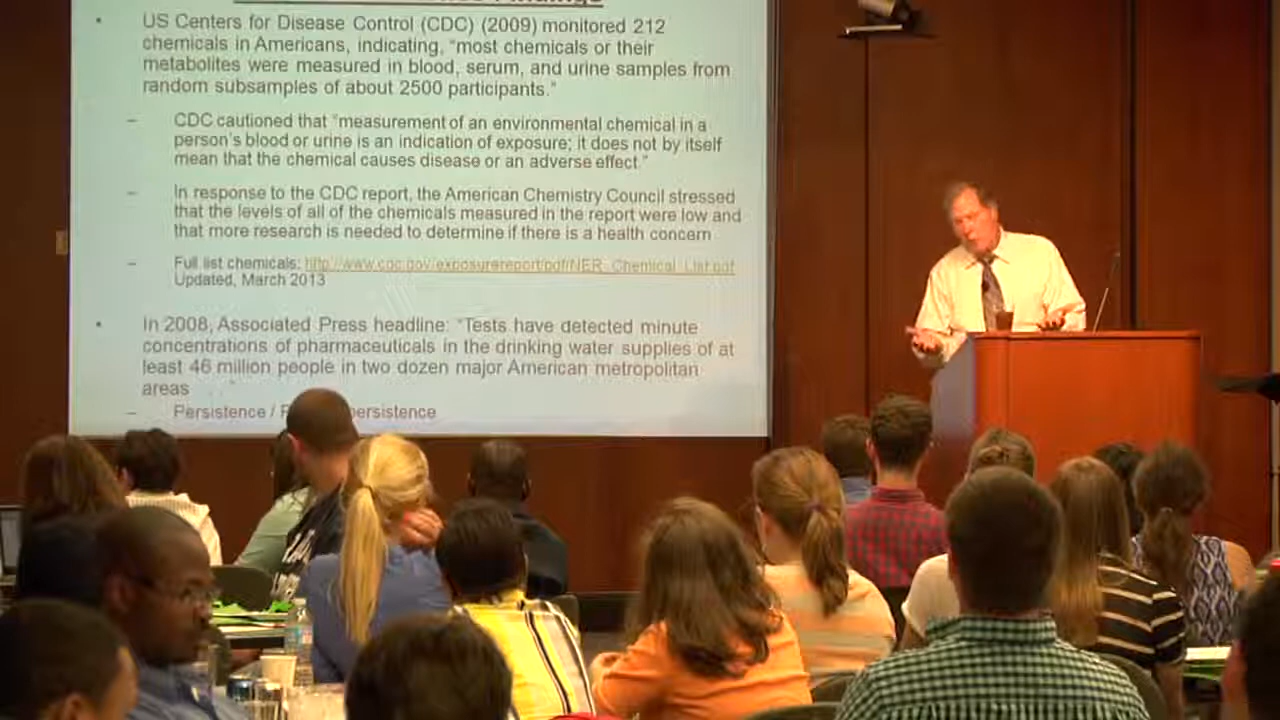 • US Centers for Disease Control (CDC) (2009) monitored 212
chemicals in Americans, indicating, "most chemicals or their
metabolites were measured in blood, serum, and urine samples from
random subsamples of about 2500 participants."
– CDC cautioned that "measurement of an environmental chemical in a
person's blood or urine is an indication of exposure; it does not by itself
mean that the chemical causes disease or an adverse effect."
– In response to the CDC report, the American Chemistry Council stressed
that the levels of all of the chemicals measured in the report were low and
that more research is needed to determine if there is a health concern
– Full list chemicals: http://www.cdc.gov/exposurereport/pdf/NER_Chemical_List.pdf
Updated, March 2013
• In 2008, Associated Press headline: "Tests have detected minute
concentrations of pharmaceuticals in the drinking water supplies of at
least 46 million people in two dozen major American metropolitan
areas
– Persistence / persistence